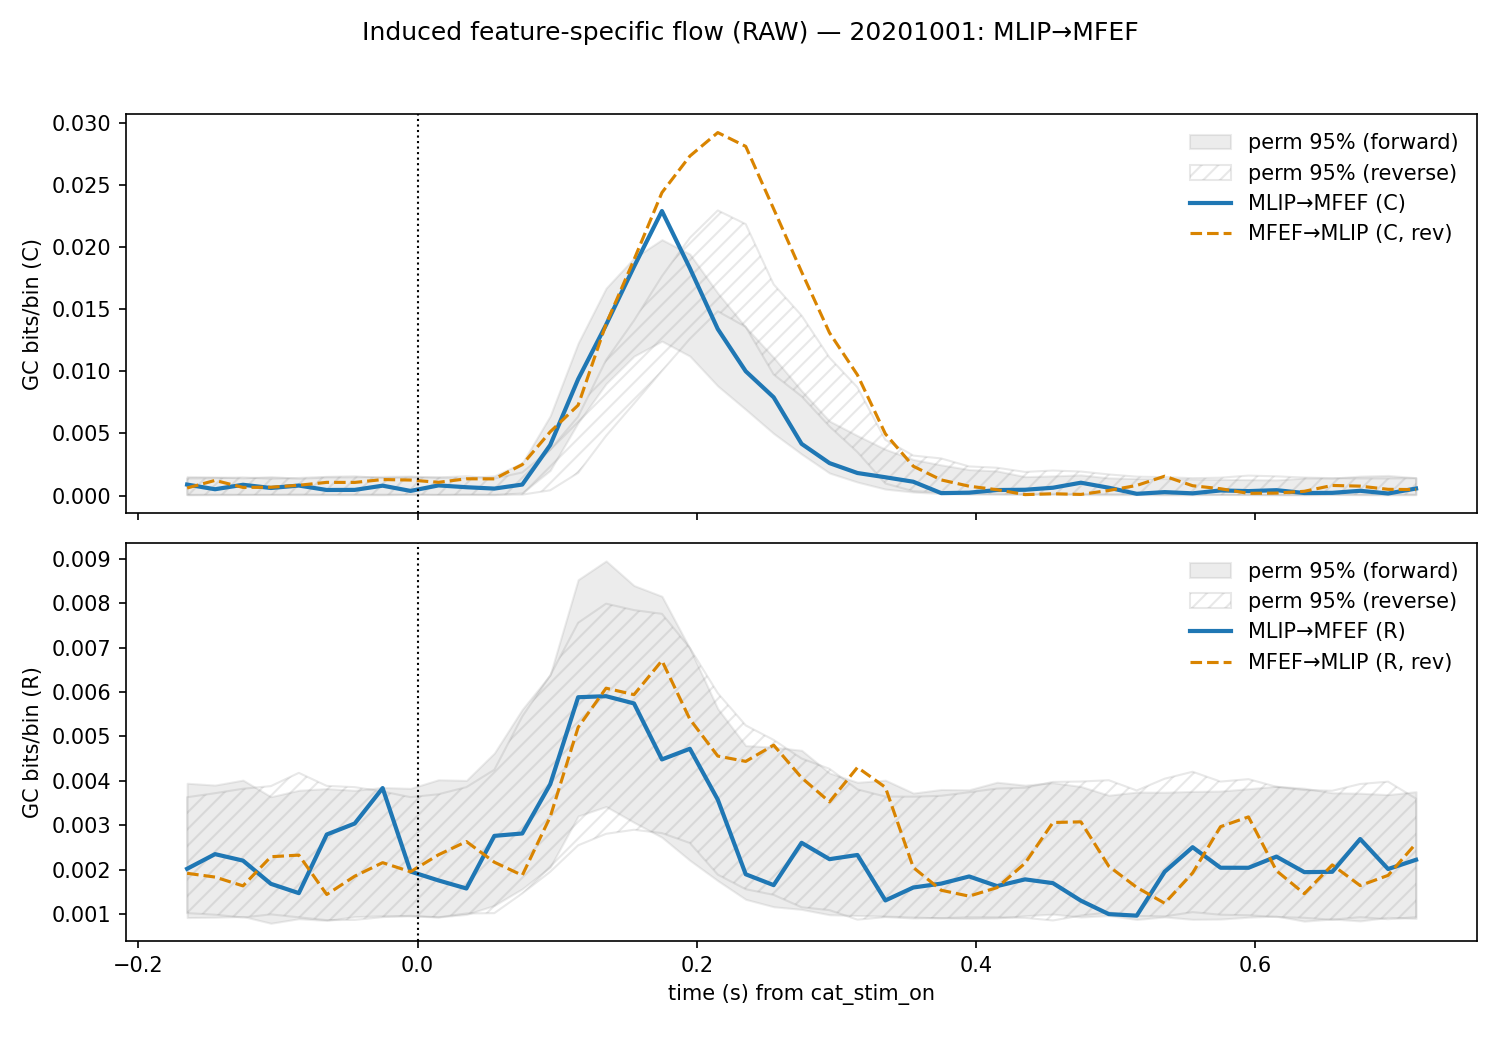 Induced feature-specific flow (RAW) — 20201001: MLIP→MFEF
GC bits/bin (C)
0.030
0.025
0.020
0.015
0.010
0.005
0.000
perm 95% (forward)
perm 95% (reverse)
MLIP→MFEF (C)
MFEF→MLIP (C, rev)
GC bits/bin (R)
0.009
0.008
0.007
0.006
0.005
0.004
0.003
0.002
0.001
perm 95% (forward)
perm 95% (reverse)
MLIP→MFEF (R)
MFEF→MLIP (R, rev)
−0.2 0.0 0.2 0.4 0.6
time (s) from cat_stim_on